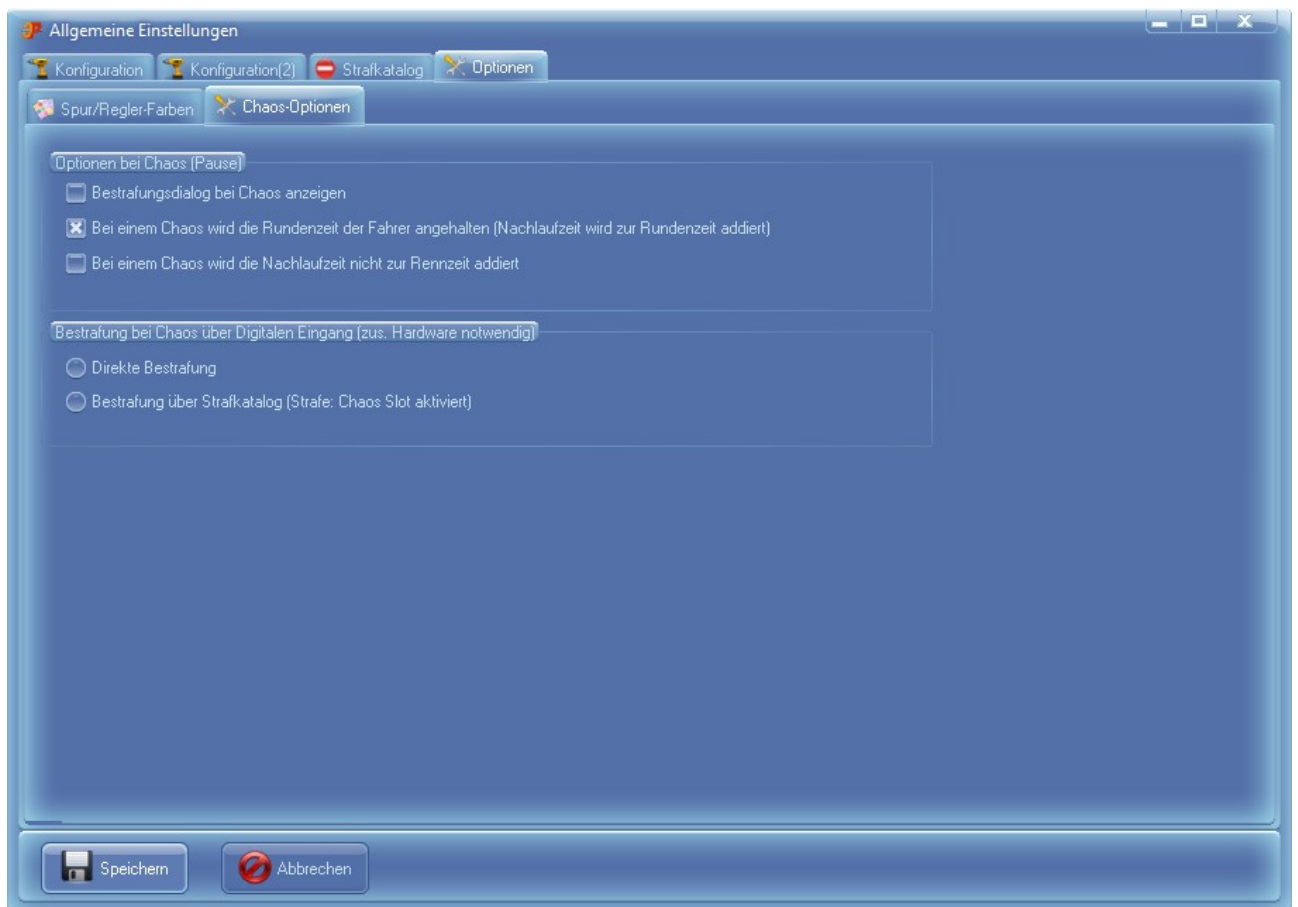 Allgemeine Einstellungen
Konfiguration
Konfiguration(2)
Strafkatalog
Optionen
Spur/Regler-Farben
Chaos-Optionen
Optionen bei Chaos (Pause)
Bestrafungsdialog bei Chaos anzeigen
Bei einem Chaos wird die Rundenzeit der Fahrer angehalten (Nachlaufzeit wird zur Rundenzeit addiert)
Bei einem Chaos wird die Nachlaufzeit nicht zur Rennzeit addiert
Bestrafung bei Chaos über Digitalen Eingang (zus. Hardware notwendig)
Direkte Bestrafung
Bestrafung über Strafkatalog (Strafe: Chaos Slot aktiviert)
Speichern
Abbrechen